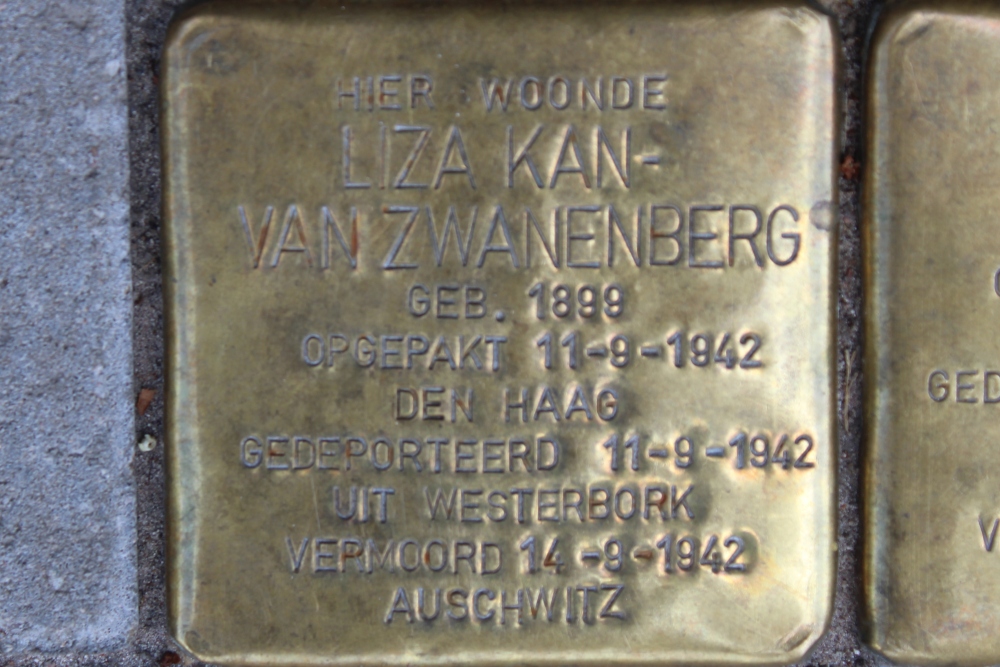 HIER WOONDE
LIZA KAN-
VAN ZWANENBERG
GEB. 1899
OPGEPAKT 11-9-1942
DEN HAAG
GEDEPORTEERD 11-9-1942
UIT WESTERBORK
VERMOORD 14-9-1942
AUSCHWITZ
GED
V